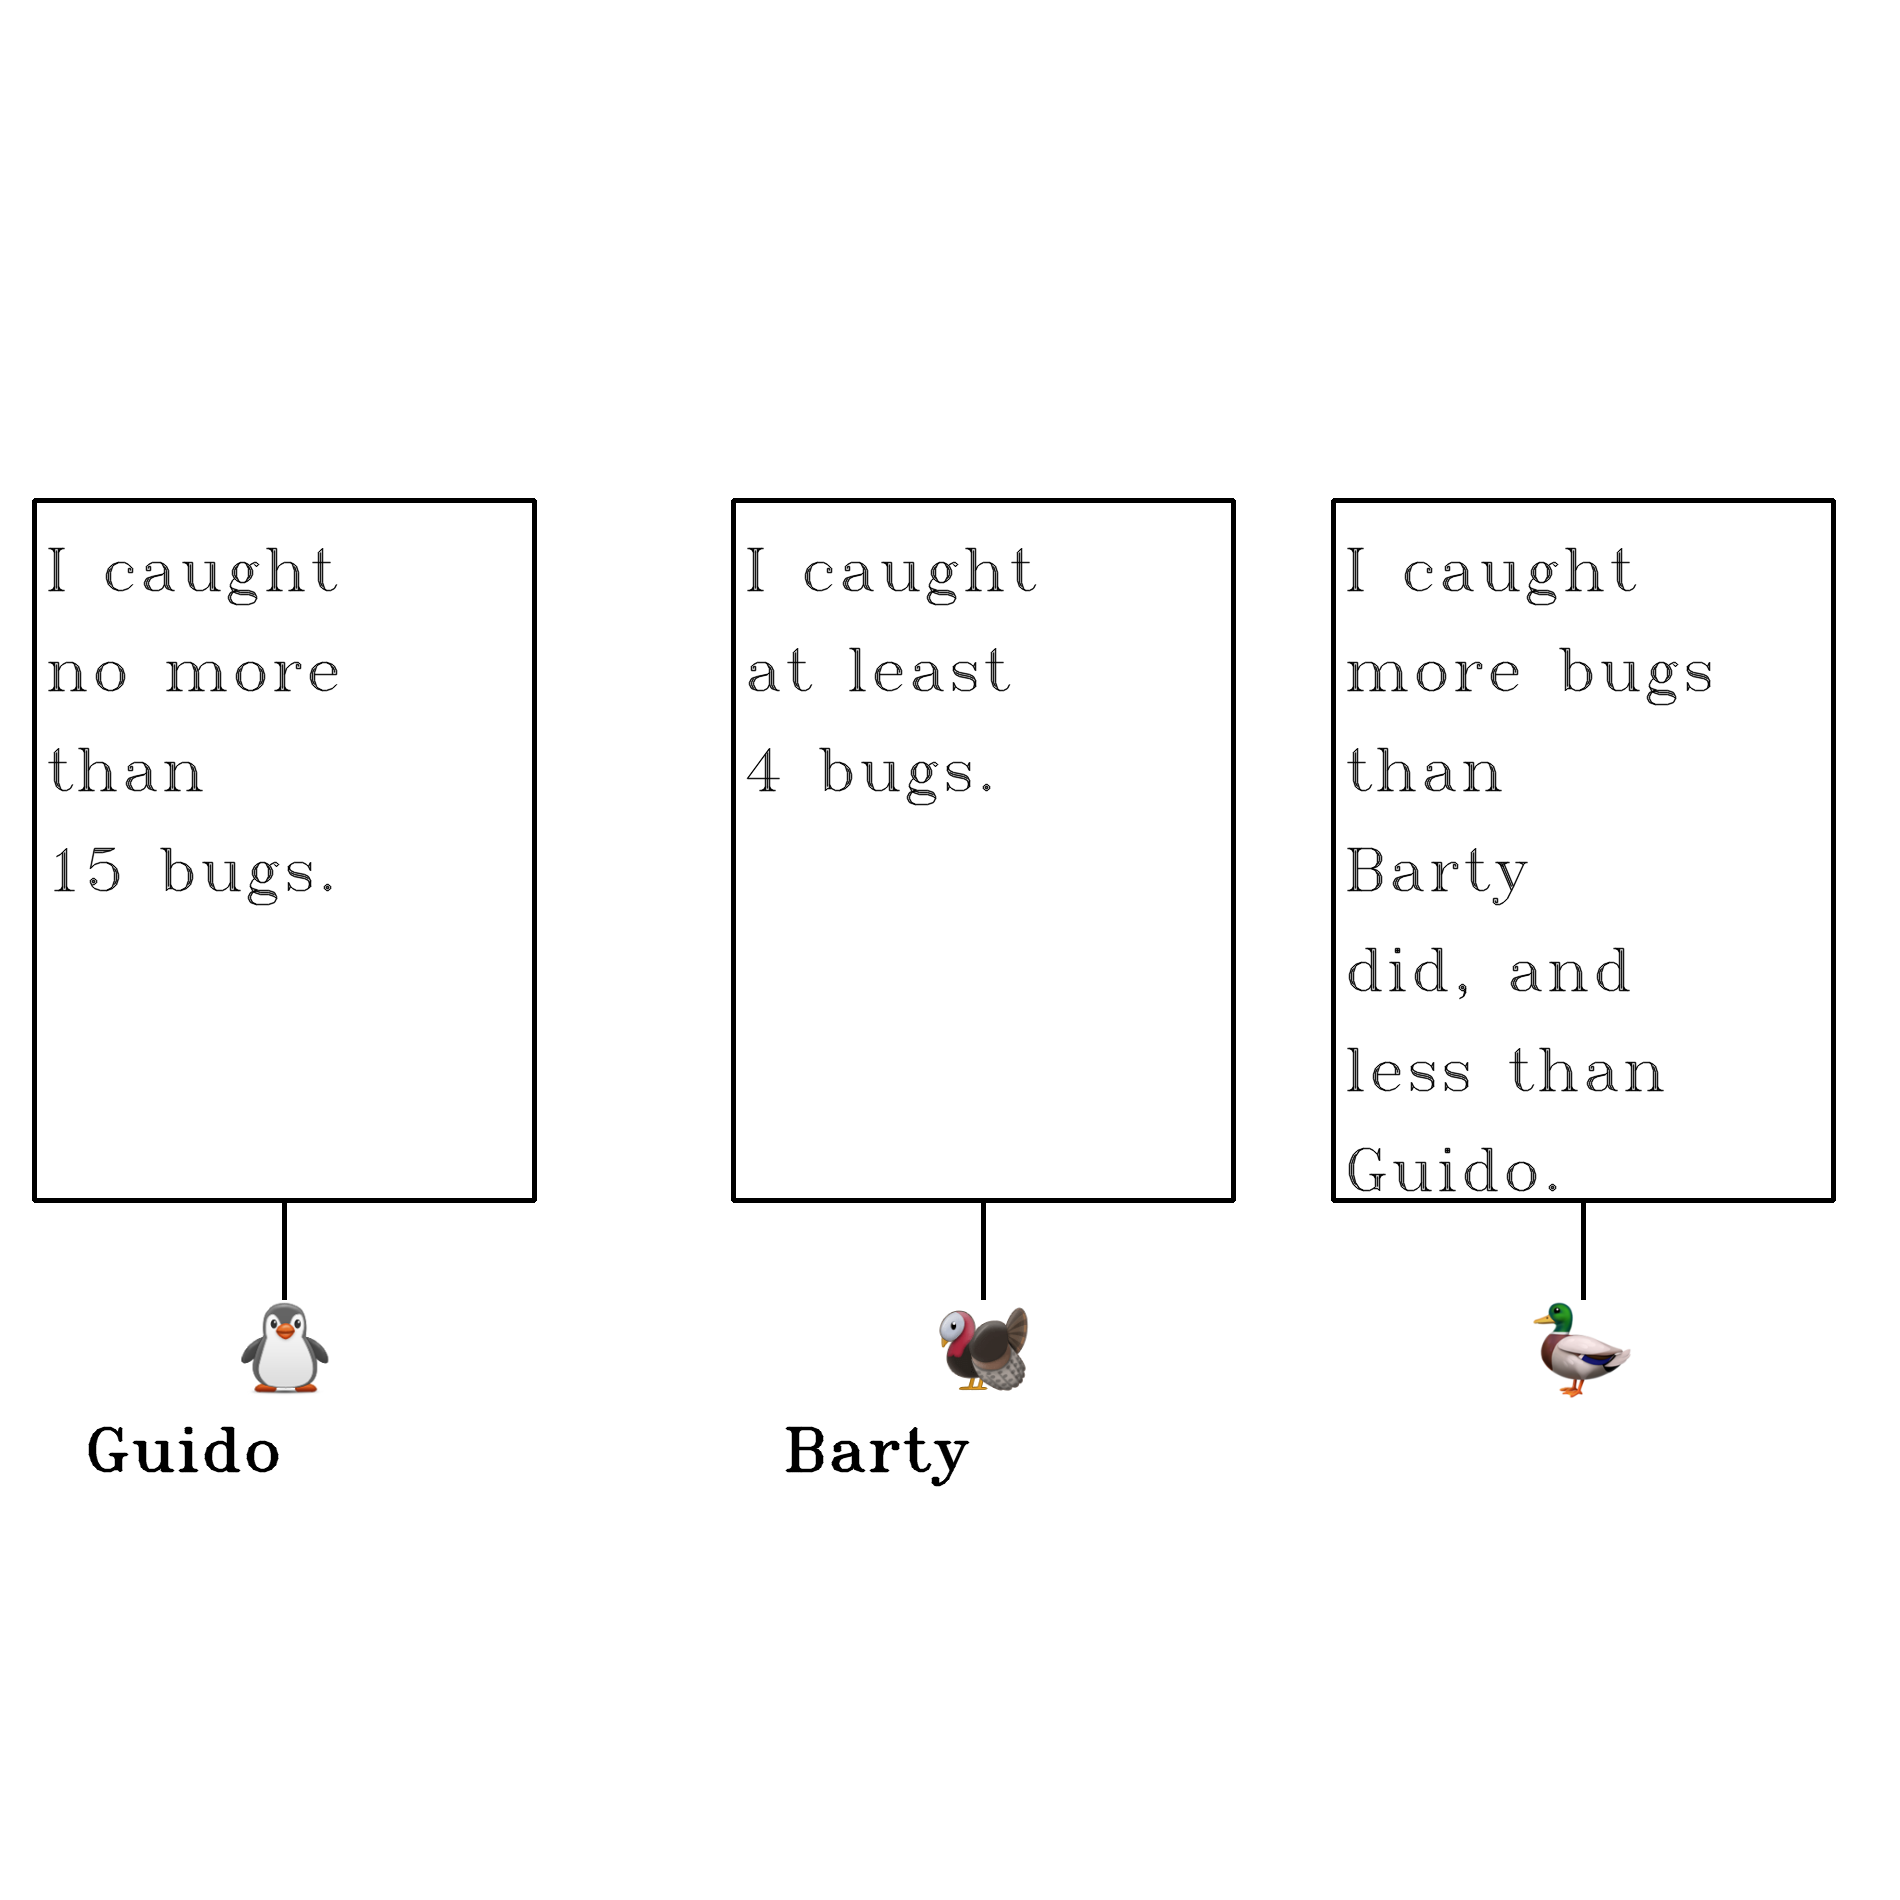 I caught
no more
than
15 bugs.
I caught
at least
4 bugs.
I caught
more bugs
than
Barty
did, and
less than
Guido.
Guido
Barty